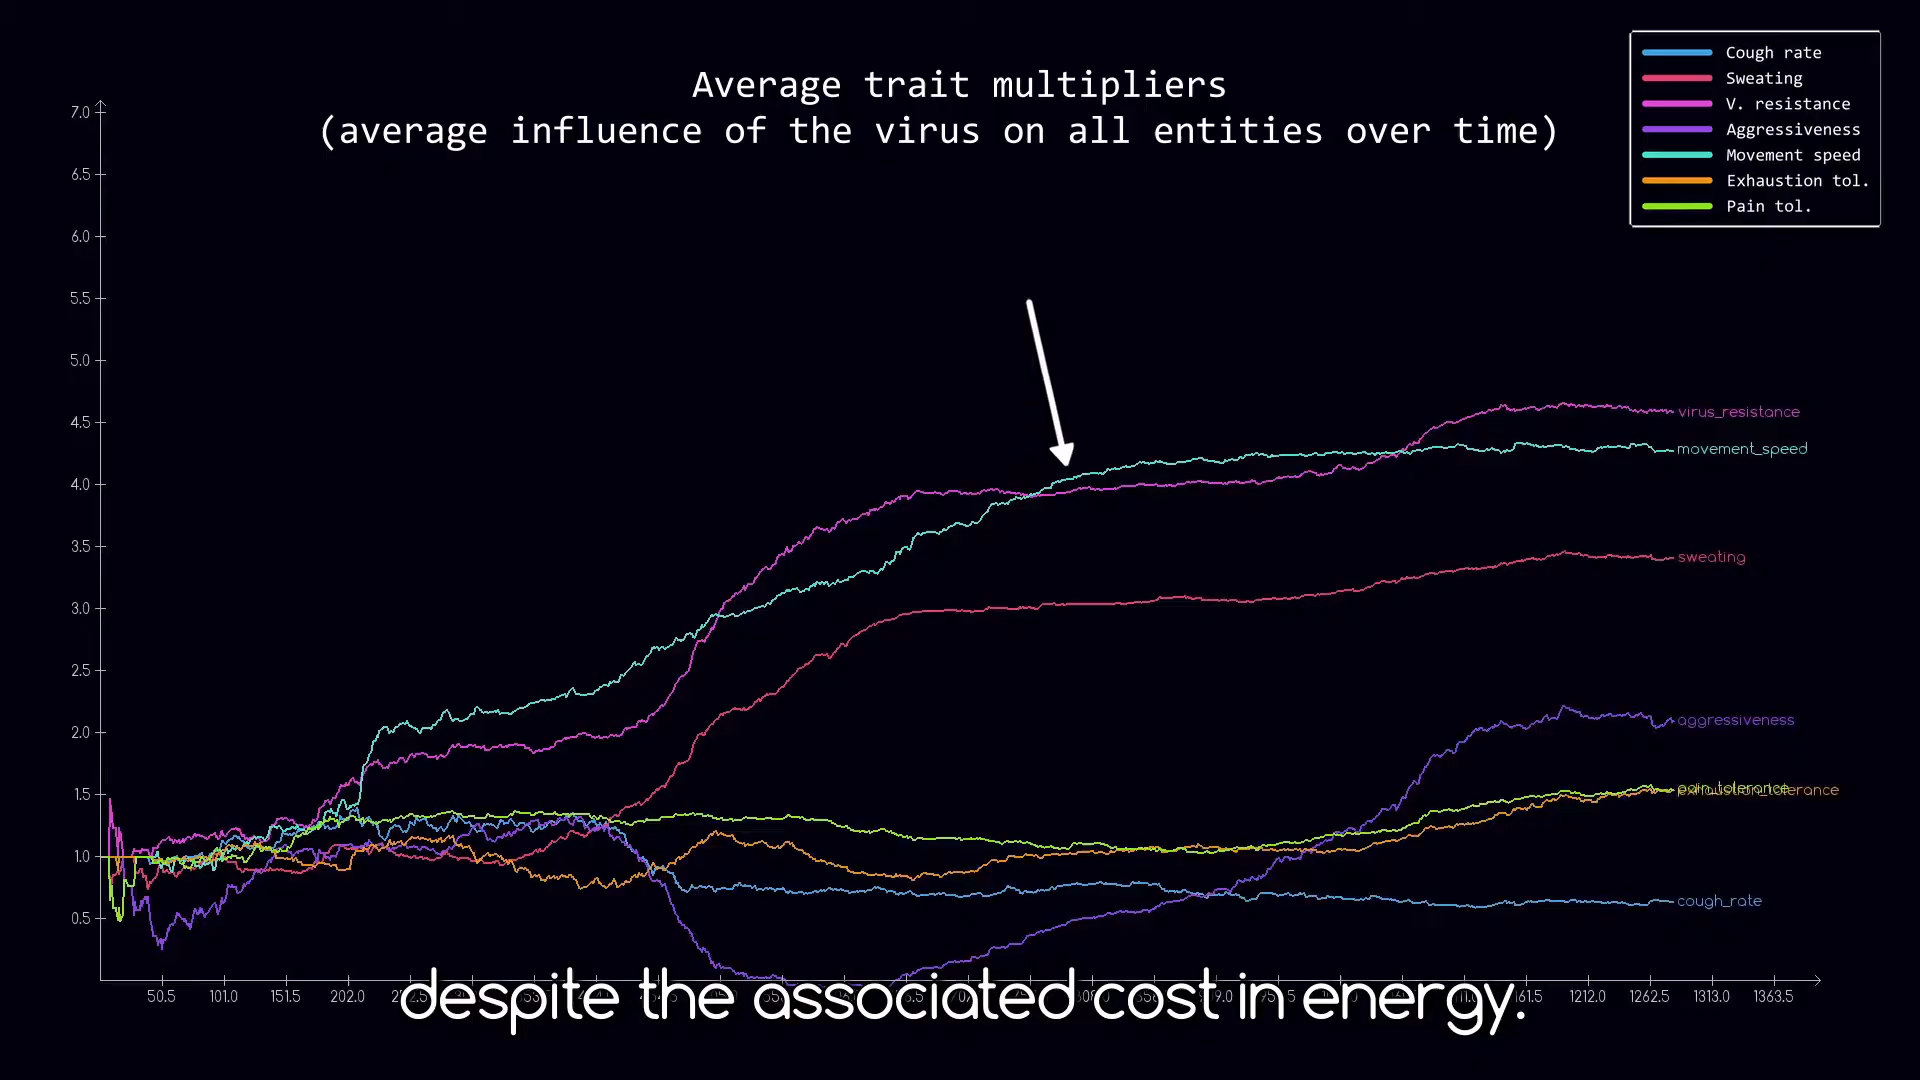 Average trait multipliers
(average influence of the virus on all entities over time)
Cough rate
Sweating
V. resistance
Aggressiveness
Movement speed
Exhaustion tol.
Pain tol.
7.0
6.5
6.0
5.5
5.0
4.5
4.0
3.5
3.0
2.5
2.0
1.5
1.0
0.5
virus_resistance
movement_speed
sweating
aggressiveness
pain_tolerance
exhaustion_tolerance
cough_rate
50.5 101.0 151.5 202.0 1212.0 1262.5 1313.0 1363.5
despite the associated cost in energy.